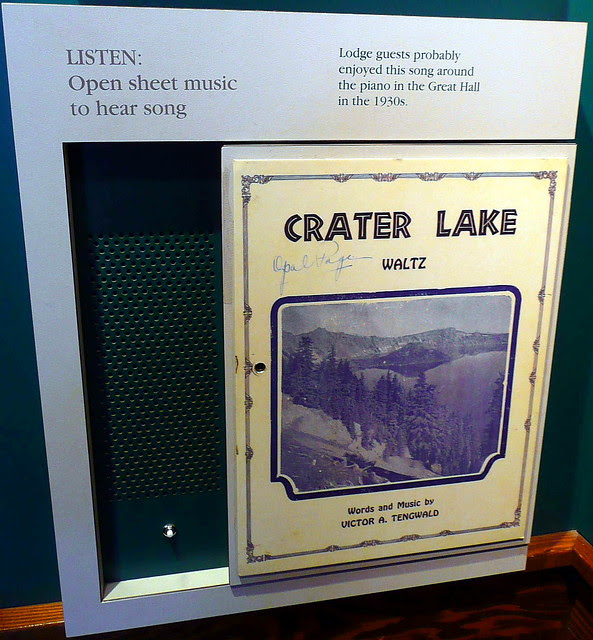 LISTEN:
Open sheet music
to hear song
Lodge guests probably
enjoyed this song around
the piano in the Great Hall
in the 1930s.
CRATER LAKE
Opal
WALTZ
Words and Music by
VICTOR A. TENGWALD